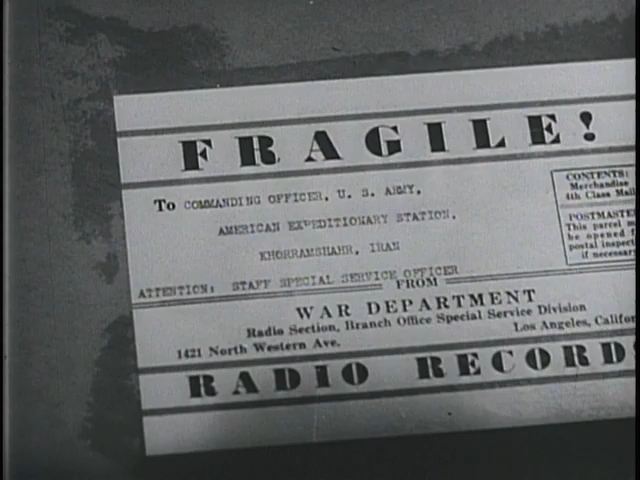 FRAGILE!
To COMMANDING OFFICER, U. S. ARMY,
AMERICAN EXPEDITIONARY STATION,
KHORRAMSHAHR, IRAN
ATTENTION: STAFF SPECIAL SERVICE OFFICER
CONTENTS:
Merchandise
4th Class Mail
POSTMASTE
This parcel m
be opened f
postal inspect
if necessar
FROM
WAR DEPARTMENT
Radio Section, Branch Office Special Service Division
1421 North Western Ave. Los Angeles, Califor
RADIO RECORDS